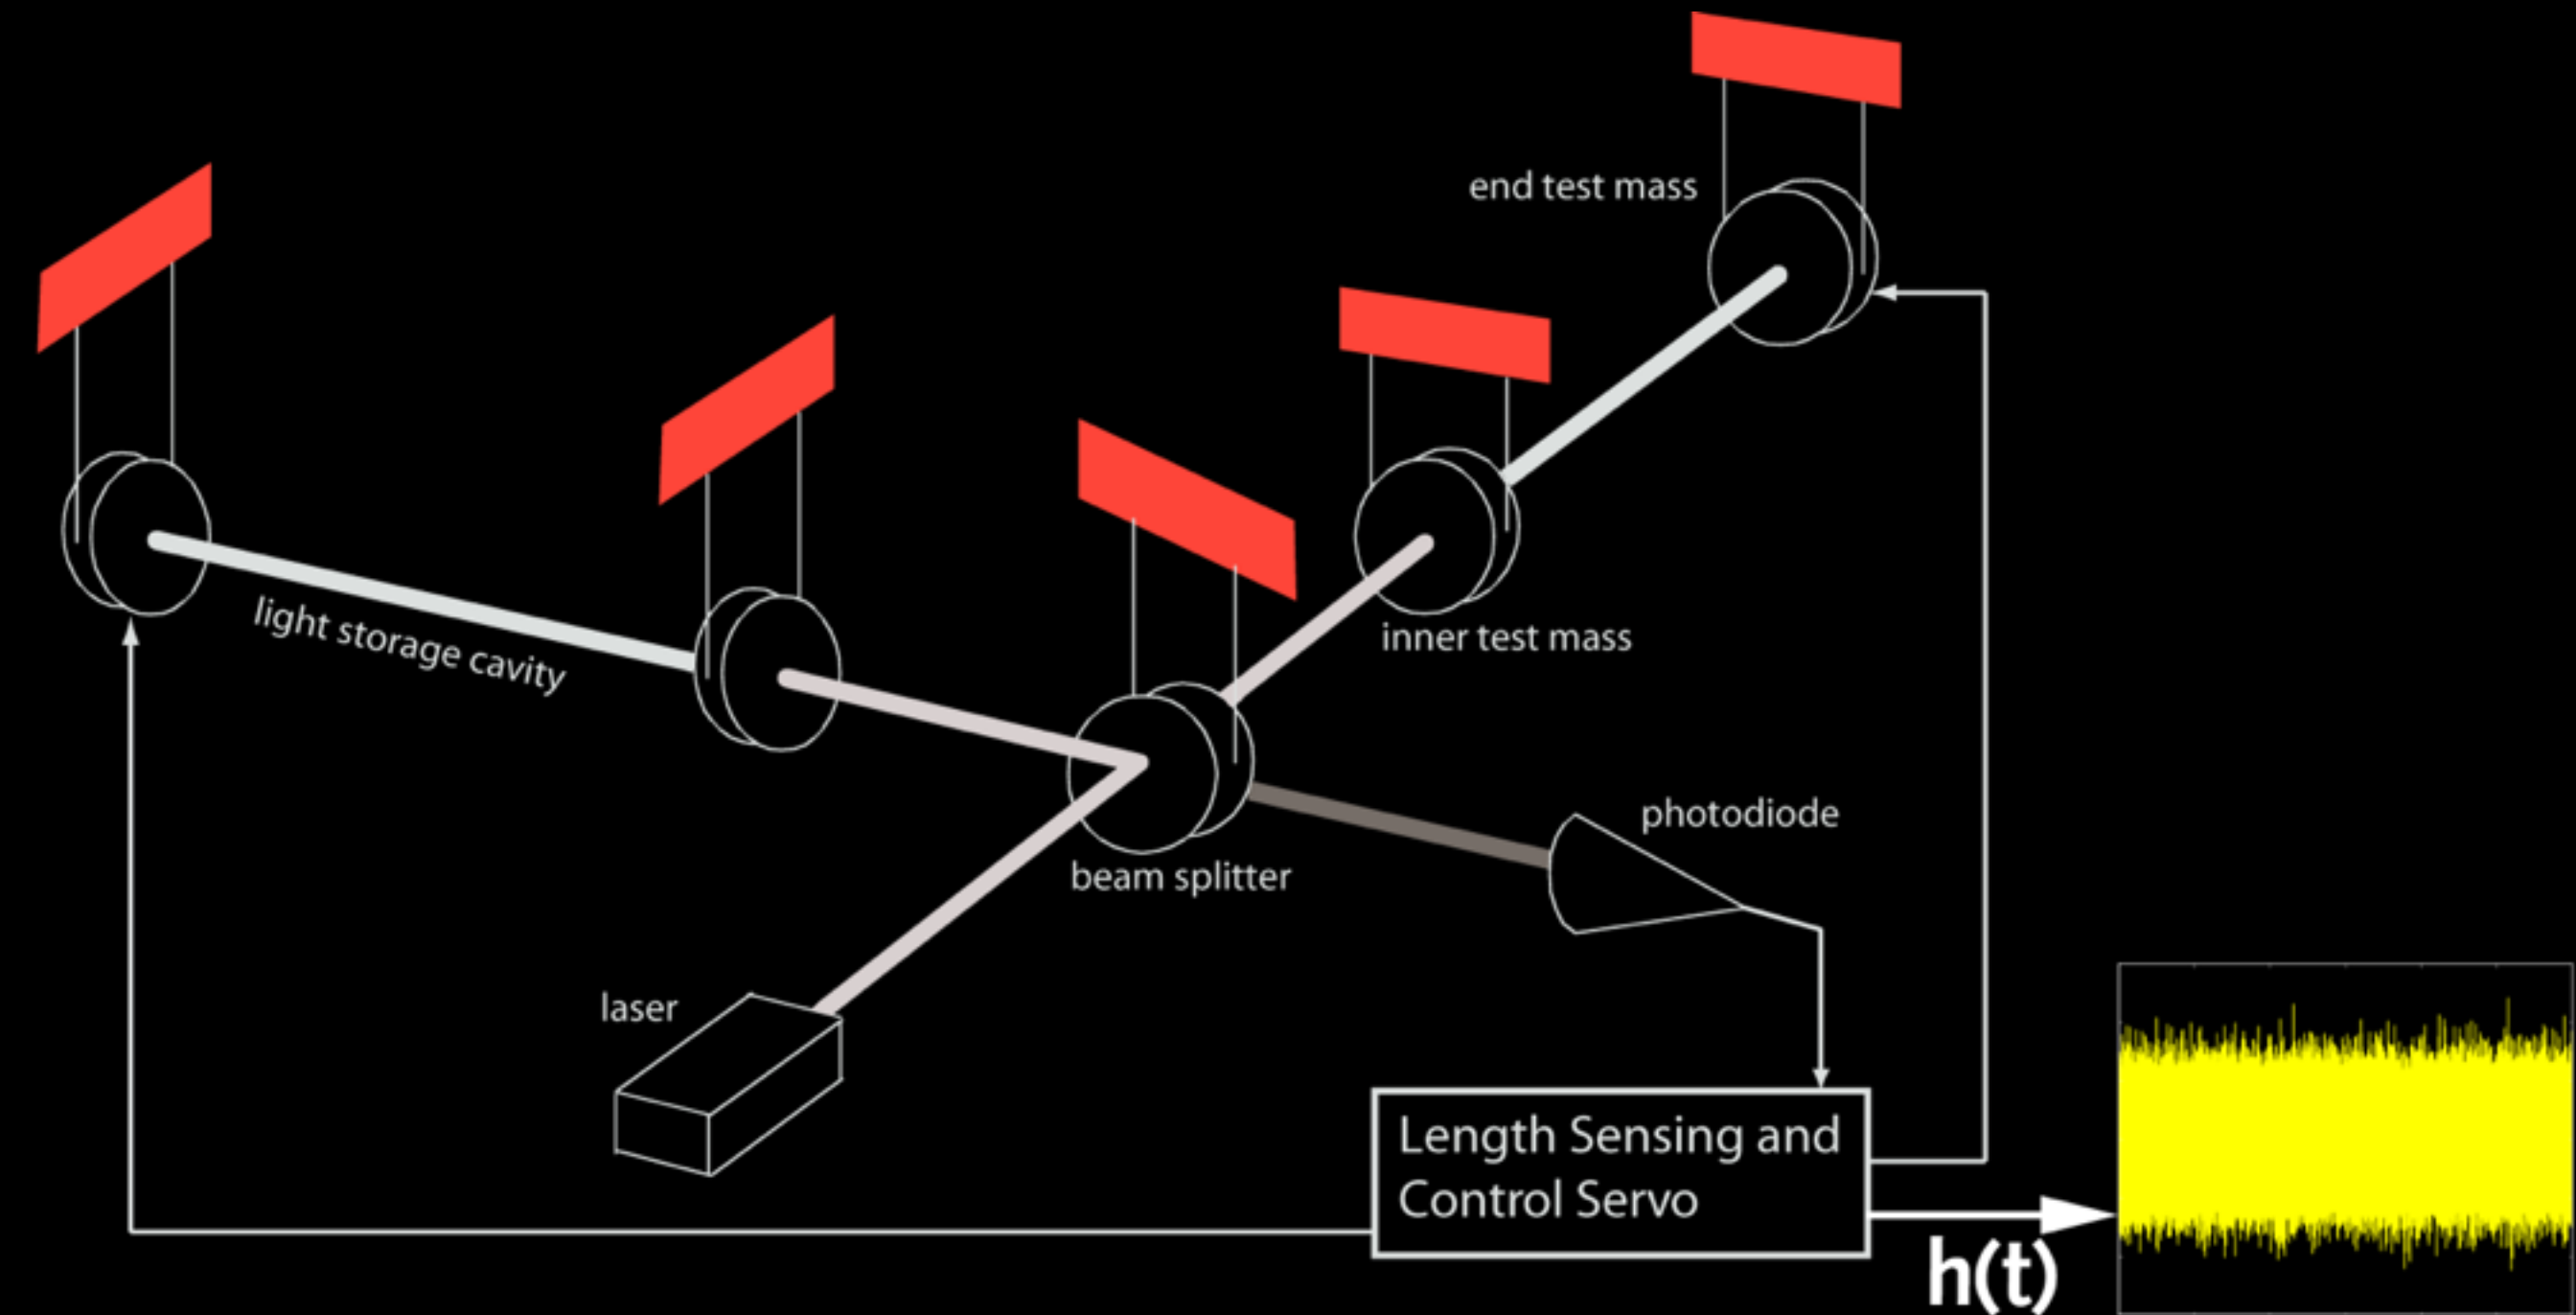 end test mass
light storage cavity
inner test mass
photodiode
beam splitter
laser
Length Sensing and
Control Servo
h(t)